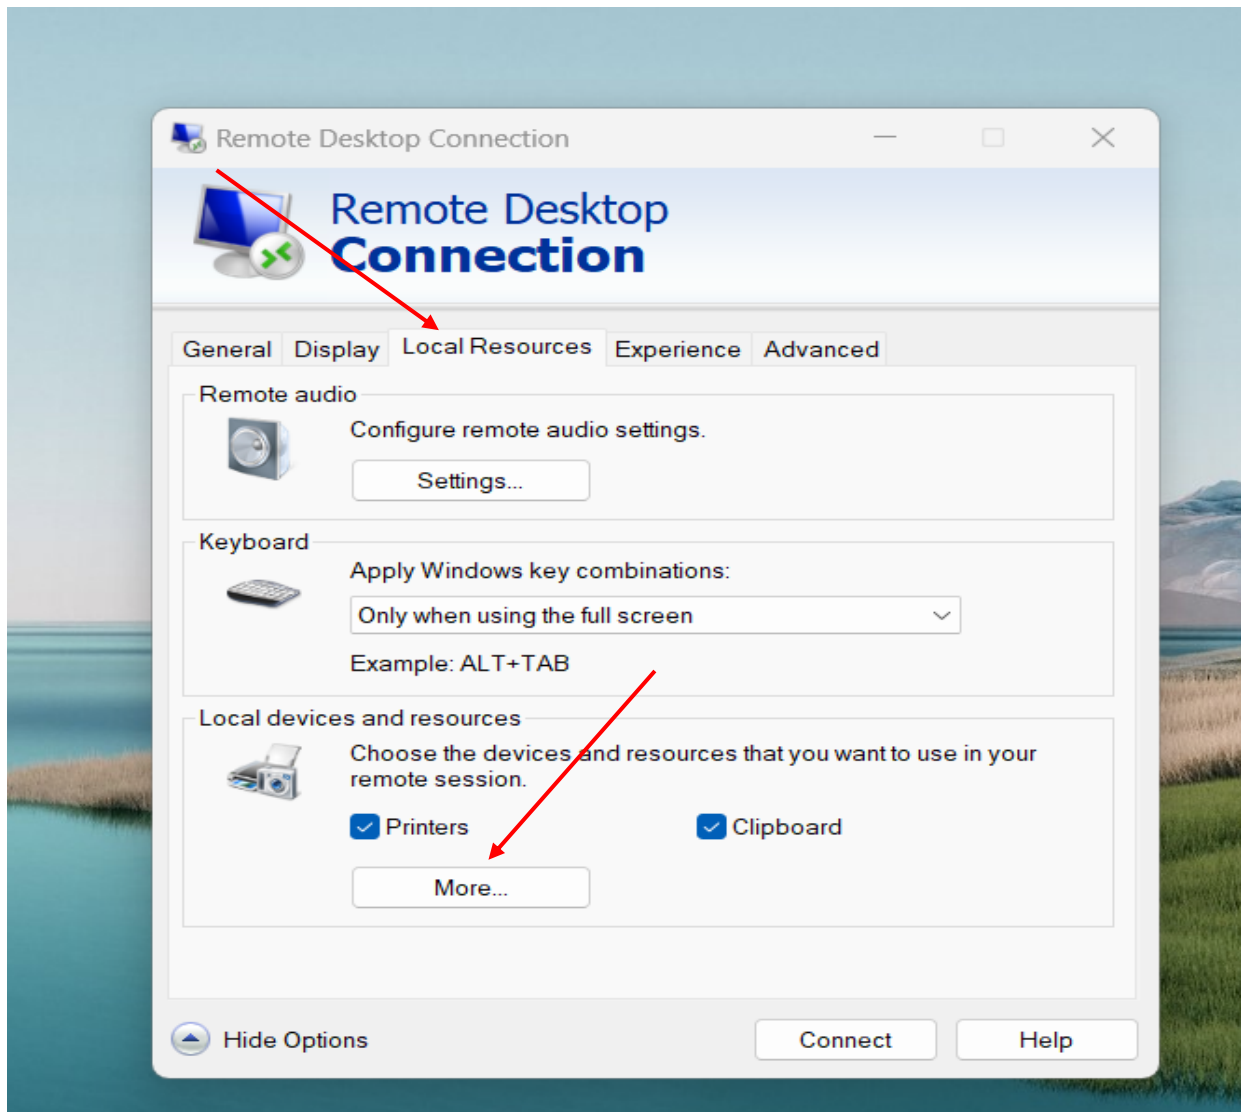 Remote Desktop Connection
Remote Desktop
Connection
General Display Local Resources Experience Advanced
Remote audio
Configure remote audio settings.
Settings...
Keyboard
Apply Windows key combinations:
Only when using the full screen
Example: ALT+TAB
Local devices and resources
Choose the devices and resources that you want to use in your
remote session.
Printers Clipboard
More...
Hide Options Connect Help